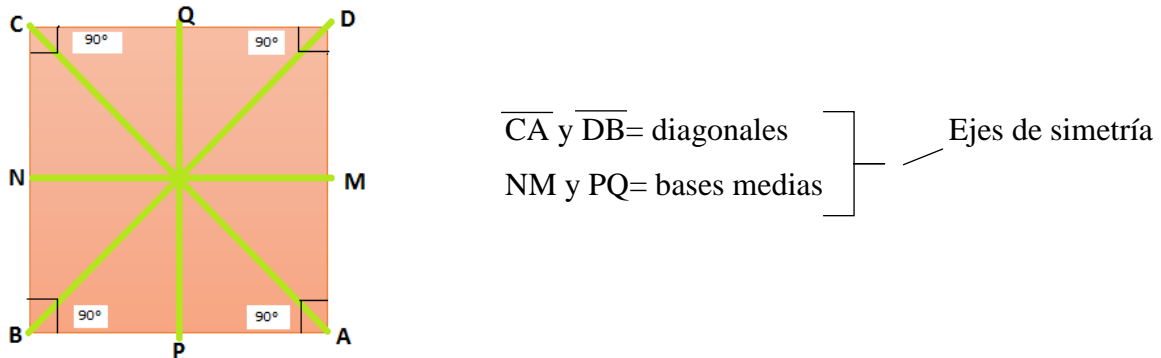 C Q D
90° 90°
N M
90° 90°
B P A
CA y DB= diagonales
NM y PQ= bases medias
Ejes de simetría